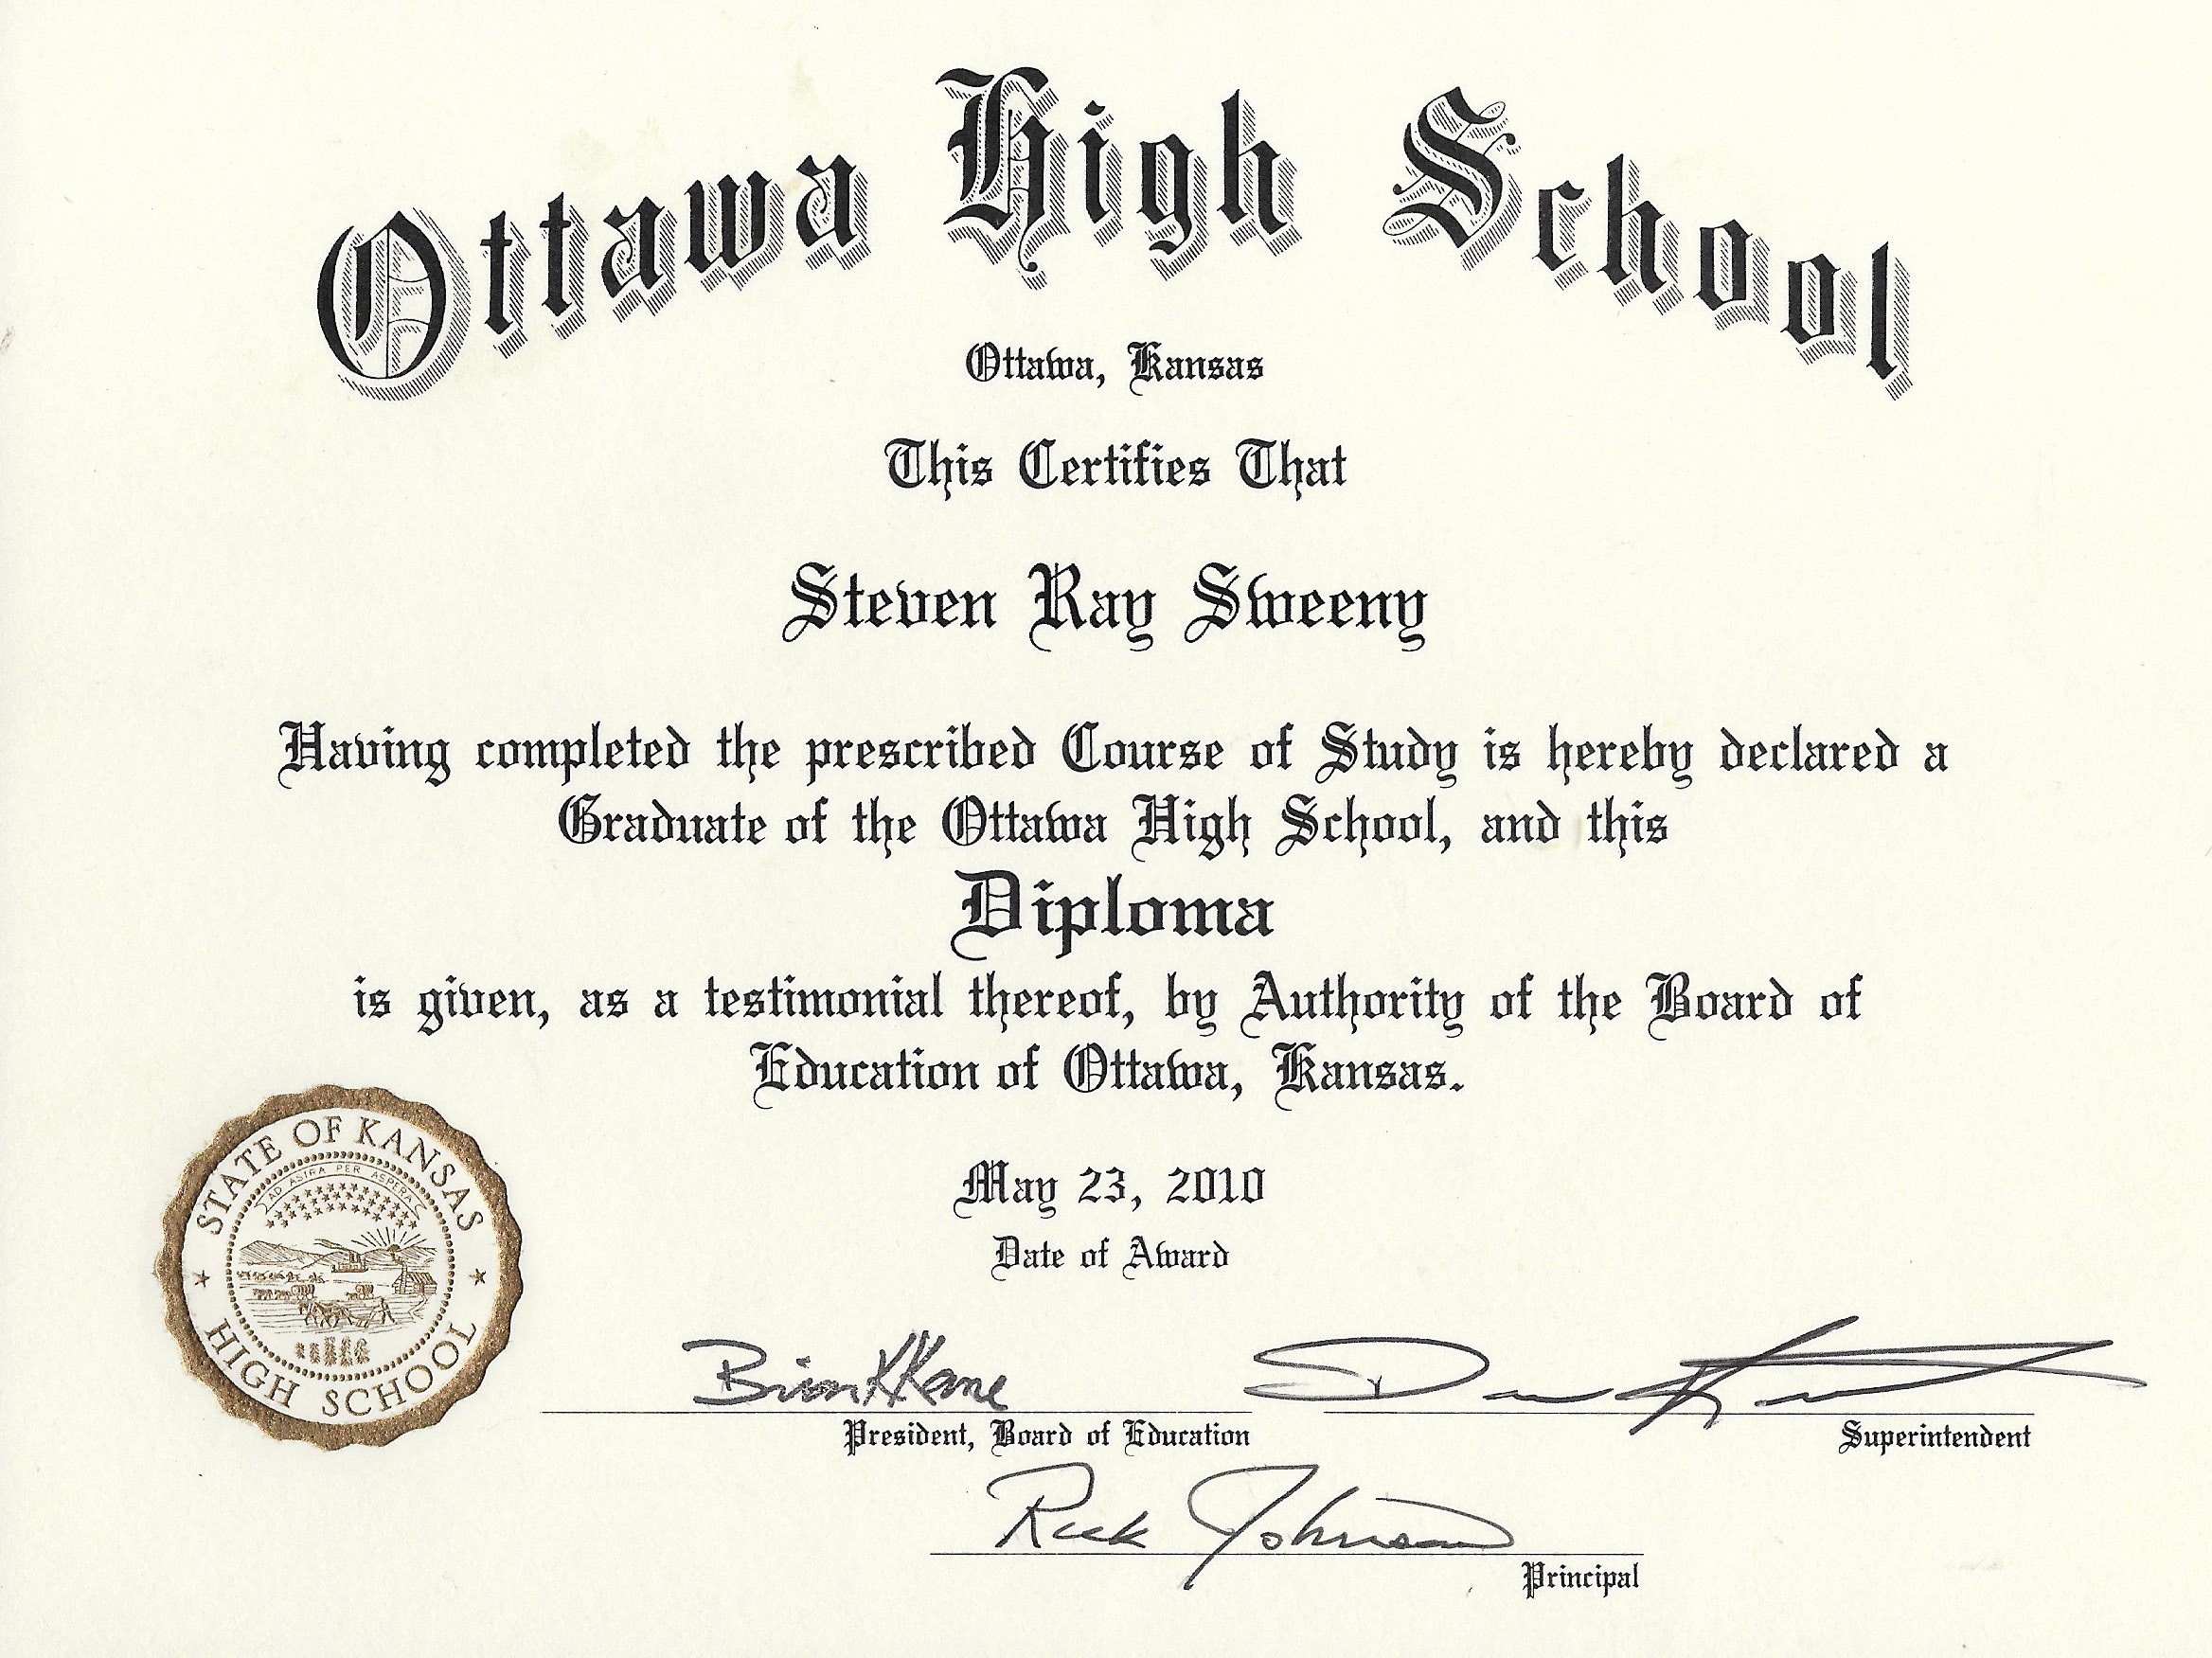 Ottawa High School
Ottawa, Kansas
This Certifies That
Steven Ray Sweeny
Having completed the prescribed Course of Study is hereby declared a
Graduate of the Ottawa High School, and this
Diploma
is given, as a testimonial thereof, by Authority of the Board of
Education of Ottawa, Kansas.
May 23, 2010
Date of Award
STATE OF KANSAS
AD ASTRA PER ASPERA
HIGH SCHOOL
Brian K Kane
President, Board of Education
Superintendent
Rick Johnson
Principal